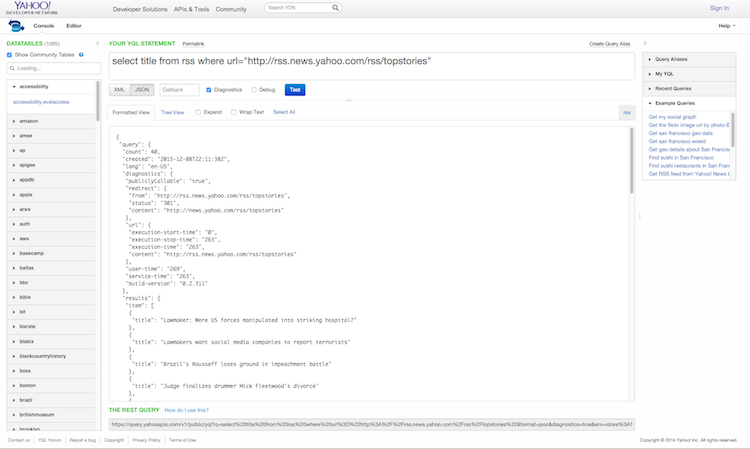 YAHOO!
DEVELOPER NETWORK
Developer Solutions APIs & Tools Community
Search YDN
Sign In
Console Editor
Help
DATATABLES (1095)
Show Community Tables
Loading...
accessibility
accessibility.evalaccess
amazon
amee
ap
apigee
appdb
apple
arxiv
auth
aws
basecamp
battas
bbc
bible
bit
blabla
blackcountryhistory
boss
boston
brazil
britishmuseum
brooklyn
YOUR YQL STATEMENT Permalink
Create Query Alias
select title from rss where url="http://rss.news.yahoo.com/rss/topstories"
XML JSON Callback Diagnostics Debug Test
Formatted View Tree View Expand Wrap Text Select All
rss
{
"query": {
"count": 40,
"created": "2015-12-08T22:11:38Z",
"lang": "en-US",
"diagnostics": {
"publiclyCallable": "true",
"redirect": {
"from": "http://rss.news.yahoo.com/rss/topstories",
"status": "301",
"content": "http://news.yahoo.com/rss/topstories"
},
"url": {
"execution-start-time": "0",
"execution-stop-time": "263",
"execution-time": "263",
"content": "http://rss.news.yahoo.com/rss/topstories"
},
"user-time": "269",
"service-time": "263",
"build-version": "0.2.311"
},
"results": {
"item": [
{
"title": "Lawmaker: Were US forces manipulated into striking hospital?"
},
{
"title": "Lawmakers want social media companies to report terrorists"
},
{
"title": "Brazil's Rousseff loses ground in impeachment battle"
},
{
"title": "Judge finalizes drummer Mick Fleetwood's divorce"
},
{
THE REST QUERY How do I use this?
https://query.yahooapis.com/v1/public/yql?q=select%20title%20from%20rss%20where%20url%3D%22http%3A%2F%2Frss.news.yahoo.com%2Frss%2Ftopstories%22&format=json&diagnostics=true&env=store%3A
Query Aliases
My YQL
Recent Queries
Example Queries
Get my social graph
Get the flickr image url by photo ID
Get san francisco geo data
Get san francisco woeid
Get geo details about San Francisc
Find sushi in San Francisco
Find sushi restaurants in San Fran
Get RSS feed from Yahoo! News t
Contact us YQL Forum Report a bug Copyright Privacy Policy Terms of Use
Copyright © 2014 Yahoo Inc. All rights reserved.